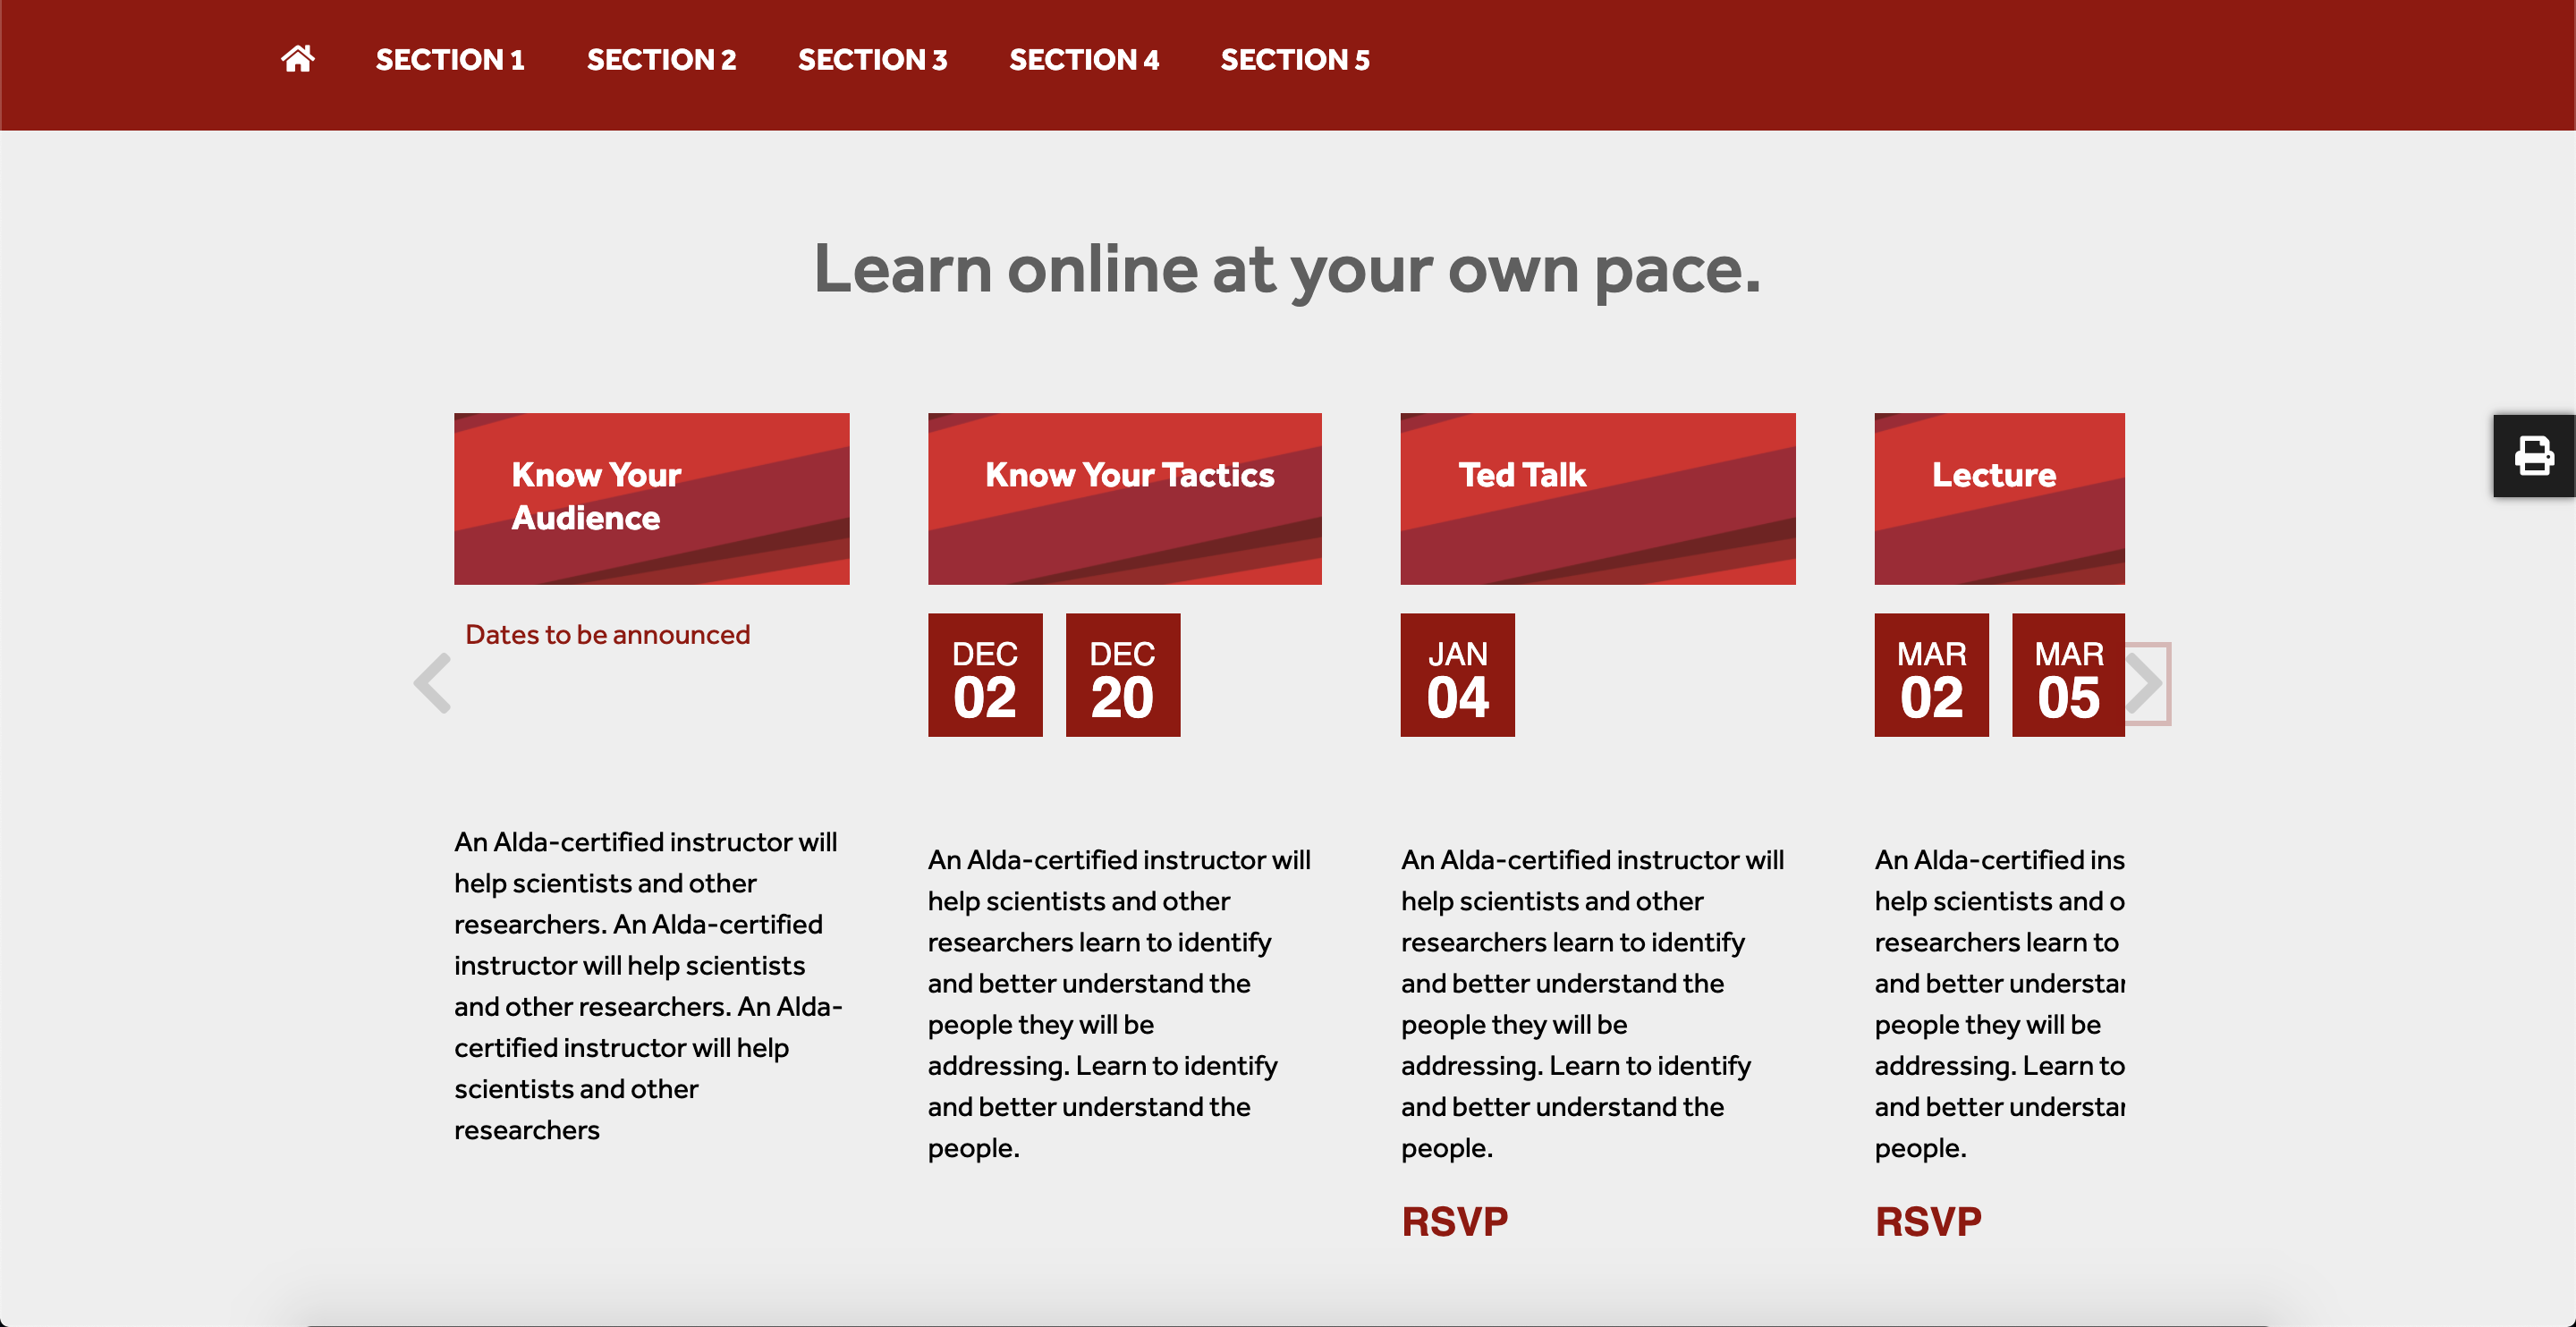 SECTION 1 SECTION 2 SECTION 3 SECTION 4 SECTION 5
Learn online at your own pace.
Know Your
Audience
Dates to be announced
An Alda-certified instructor will
help scientists and other
researchers. An Alda-certified
instructor will help scientists
and other researchers. An Alda-
certified instructor will help
scientists and other
researchers
Know Your Tactics
DEC
02
DEC
20
An Alda-certified instructor will
help scientists and other
researchers learn to identify
and better understand the
people they will be
addressing. Learn to identify
and better understand the
people.
Ted Talk
JAN
04
An Alda-certified instructor will
help scientists and other
researchers learn to identify
and better understand the
people they will be
addressing. Learn to identify
and better understand the
people.
RSVP
Lecture
MAR
02
MAR
05
An Alda-certified ins
help scientists and o
researchers learn to
and better understan
people they will be
addressing. Learn to
and better understan
people.
RSVP